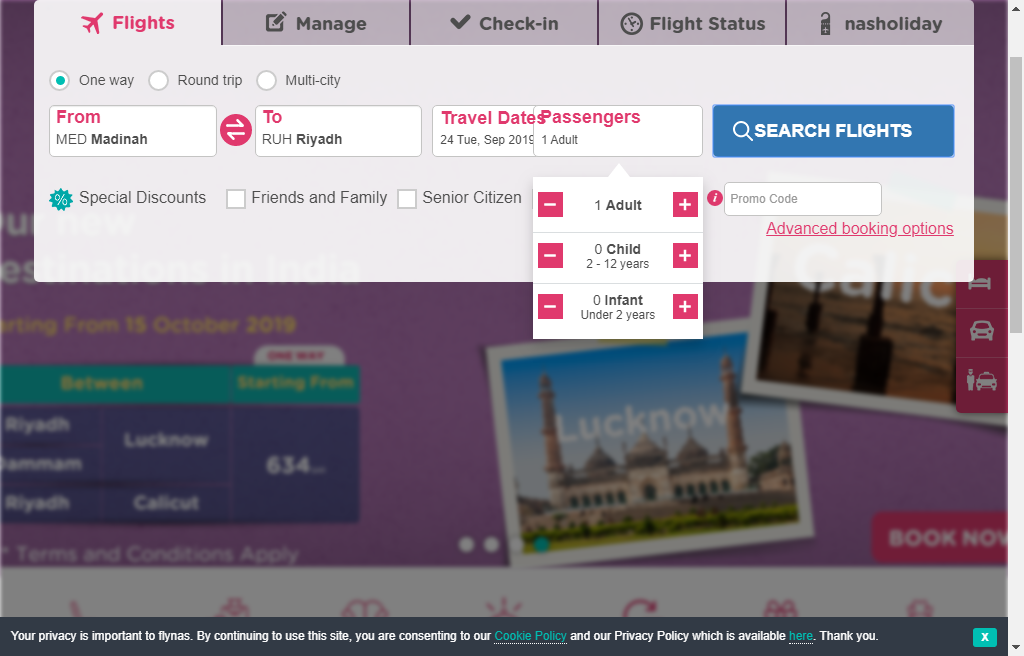 Flights
Manage
Check-in
Flight Status
nasholiday
One way
Round trip
Multi-city
From
MED Madinah
To
RUH Riyadh
Travel Dates
24 Tue, Sep 2019
Passengers
1 Adult
SEARCH FLIGHTS
Special Discounts
Friends and Family
Senior Citizen
1 Adult
0 Child
2 - 12 years
0 Infant
Under 2 years
Promo Code
Advanced booking options
Our new
destinations in India
Starting From 15 October 2019
ONE WAY
Between
Starting From
Riyadh
Lucknow
Dammam
634
Riyadh
Calicut
* Terms and Conditions Apply
Lucknow
Calic
BOOK NOW
Your privacy is important to flynas. By continuing to use this site, you are consenting to our Cookie Policy and our Privacy Policy which is available here. Thank you.
X